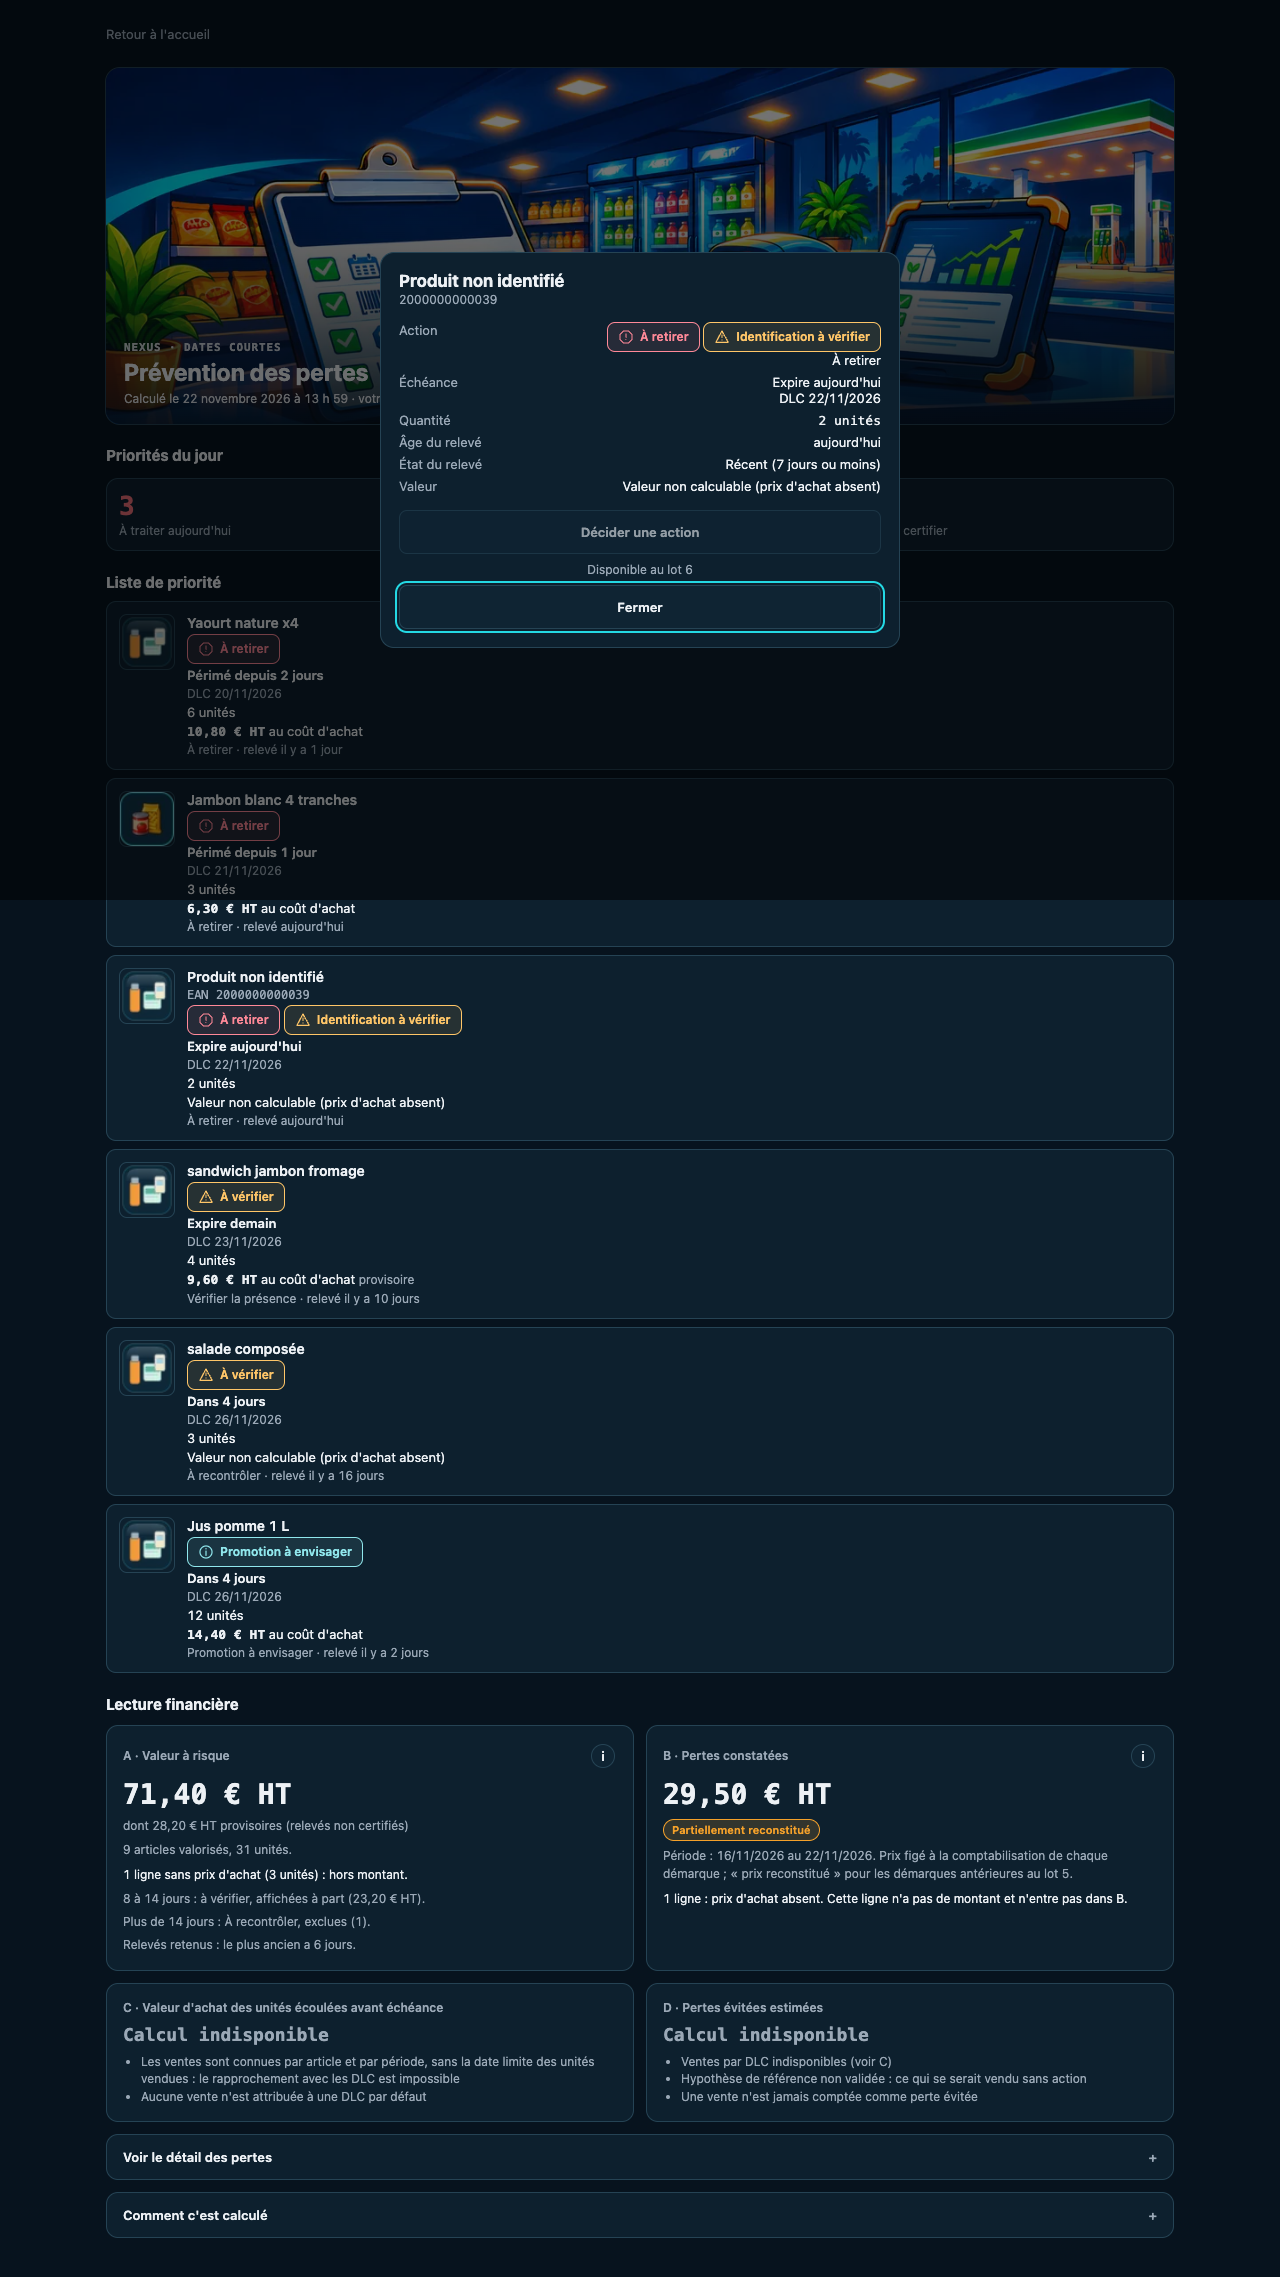 Retour à l'accueil
NEXUS · DATES COURTES
Prévention des pertes
Calculé le 22 novembre 2026 à 13 h 59 ·
Produit non identifié
2000000000039
Action
À retirer
Identification à vérifier
À retirer
Échéance
Expire aujourd'hui
DLC 22/11/2026
Quantité
2 unités
Âge du relevé
aujourd'hui
État du relevé
Récent (7 jours ou moins)
Valeur
Valeur non calculable (prix d'achat absent)
Décider une action
Disponible au lot 6
Fermer
Priorités du jour
3
À traiter aujourd'hui
certifier
Liste de priorité
Yaourt nature x4
À retirer
Périmé depuis 2 jours
DLC 20/11/2026
6 unités
10,80 € HT au coût d'achat
À retirer · relevé il y a 1 jour
Jambon blanc 4 tranches
À retirer
Périmé depuis 1 jour
DLC 21/11/2026
3 unités
6,30 € HT au coût d'achat
À retirer · relevé aujourd'hui
Produit non identifié
EAN 2000000000039
À retirer
Identification à vérifier
Expire aujourd'hui
DLC 22/11/2026
2 unités
Valeur non calculable (prix d'achat absent)
À retirer · relevé aujourd'hui
sandwich jambon fromage
À vérifier
Expire demain
DLC 23/11/2026
4 unités
9,60 € HT au coût d'achat provisoire
Vérifier la présence · relevé il y a 10 jours
salade composée
À vérifier
Dans 4 jours
DLC 26/11/2026
3 unités
Valeur non calculable (prix d'achat absent)
À recontrôler · relevé il y a 16 jours
Jus pomme 1 L
Promotion à envisager
Dans 4 jours
DLC 26/11/2026
12 unités
14,40 € HT au coût d'achat
Promotion à envisager · relevé il y a 2 jours
Lecture financière
A · Valeur à risque
i
71,40 € HT
dont 28,20 € HT provisoires (relevés non certifiés)
9 articles valorisés, 31 unités.
1 ligne sans prix d'achat (3 unités) : hors montant.
8 à 14 jours : à vérifier, affichées à part (23,20 € HT).
Plus de 14 jours : À recontrôler, exclues (1).
Relevés retenus : le plus ancien a 6 jours.
B · Pertes constatées
i
29,50 € HT
Partiellement reconstitué
Période : 16/11/2026 au 22/11/2026. Prix figé à la comptabilisation de chaque
démarque ; « prix reconstitué » pour les démarques antérieures au lot 5.
1 ligne : prix d'achat absent. Cette ligne n'a pas de montant et n'entre pas dans B.
C · Valeur d'achat des unités écoulées avant échéance
Calcul indisponible
• Les ventes sont connues par article et par période, sans la date limite des unités
vendues : le rapprochement avec les DLC est impossible
• Aucune vente n'est attribuée à une DLC par défaut
D · Pertes évitées estimées
Calcul indisponible
• Ventes par DLC indisponibles (voir C)
• Hypothèse de référence non validée : ce qui se serait vendu sans action
• Une vente n'est jamais comptée comme perte évitée
Voir le détail des pertes
+
Comment c'est calculé
+